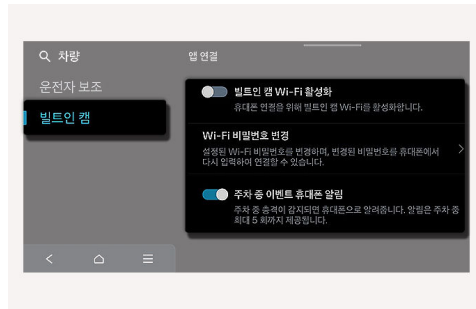 차량
앱 연결
운전자 보조
빌트인 캠
빌트인 캠 Wi-Fi 활성화
휴대폰 연결을 위해 빌트인 캠 Wi-Fi를 활성화합니다.
Wi-Fi 비밀번호 변경
설정된 Wi-Fi 비밀번호를 변경하며, 변경된 비밀번호를 휴대폰에서
다시 입력하여 연결할 수 있습니다.
주차 중 이벤트 휴대폰 알림
주차 중 충격이 감지되면 휴대폰으로 알려줍니다. 알림은 주차 중
최대 5 회까지 제공됩니다.